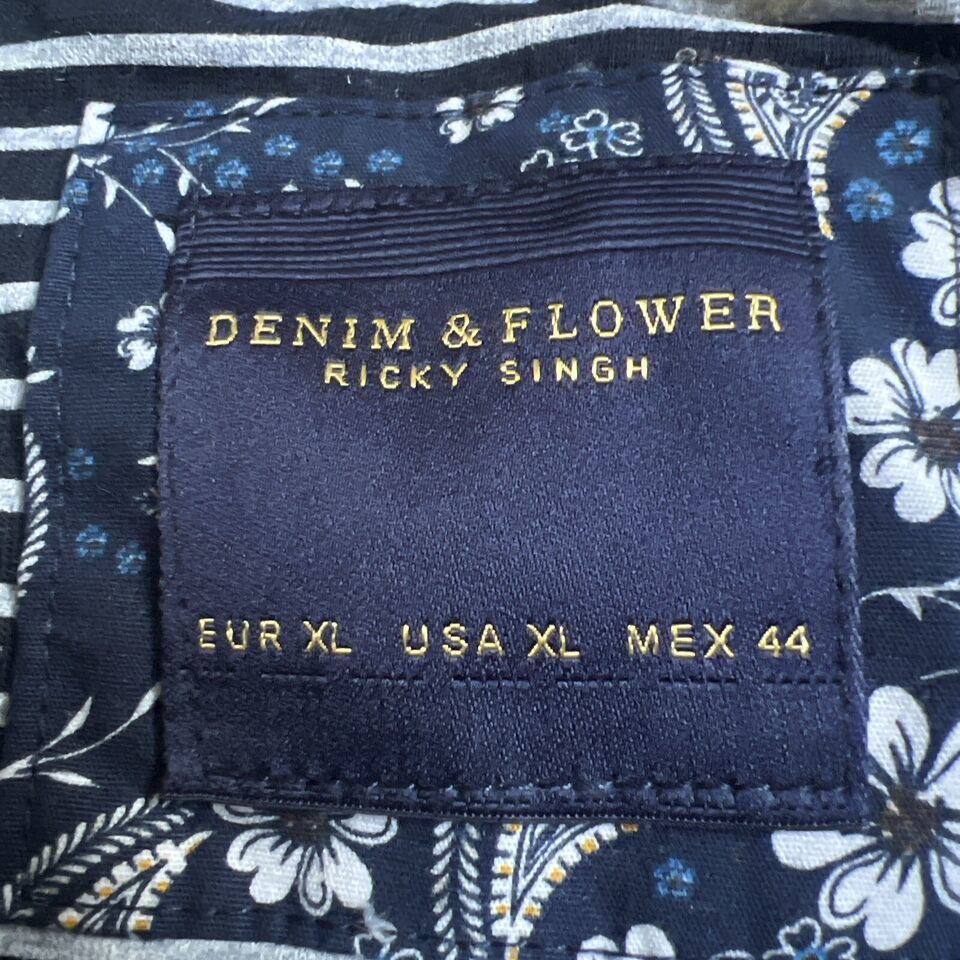 DENIM & FLOWER
RICKY SINGH
EUR XL USA XL MEX 44